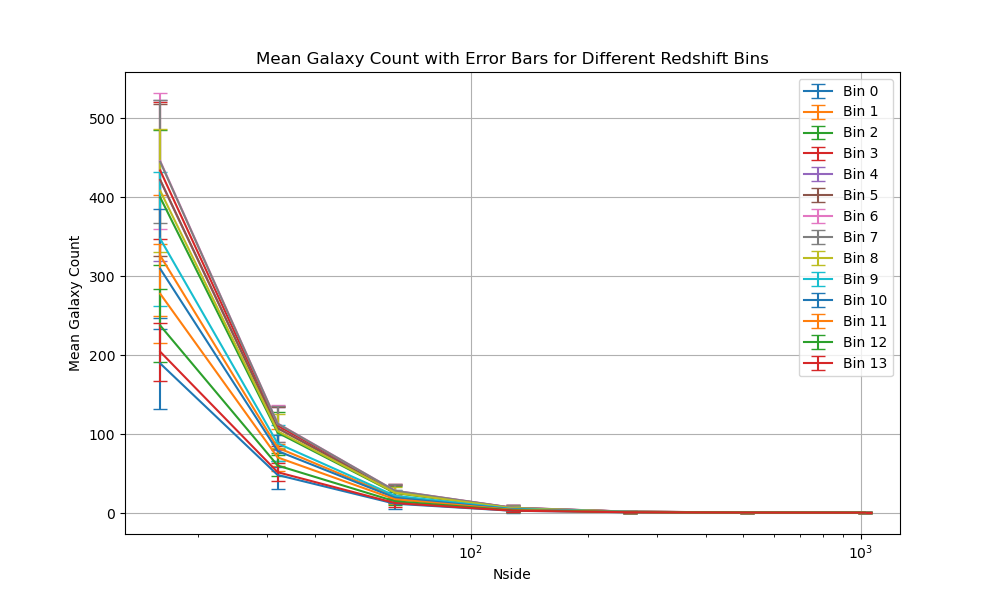 Mean Galaxy Count with Error Bars for Different Redshift Bins
Mean Galaxy Count
500
400
300
200
100
0
10²
10³
Nside
Bin 0
Bin 1
Bin 2
Bin 3
Bin 4
Bin 5
Bin 6
Bin 7
Bin 8
Bin 9
Bin 10
Bin 11
Bin 12
Bin 13